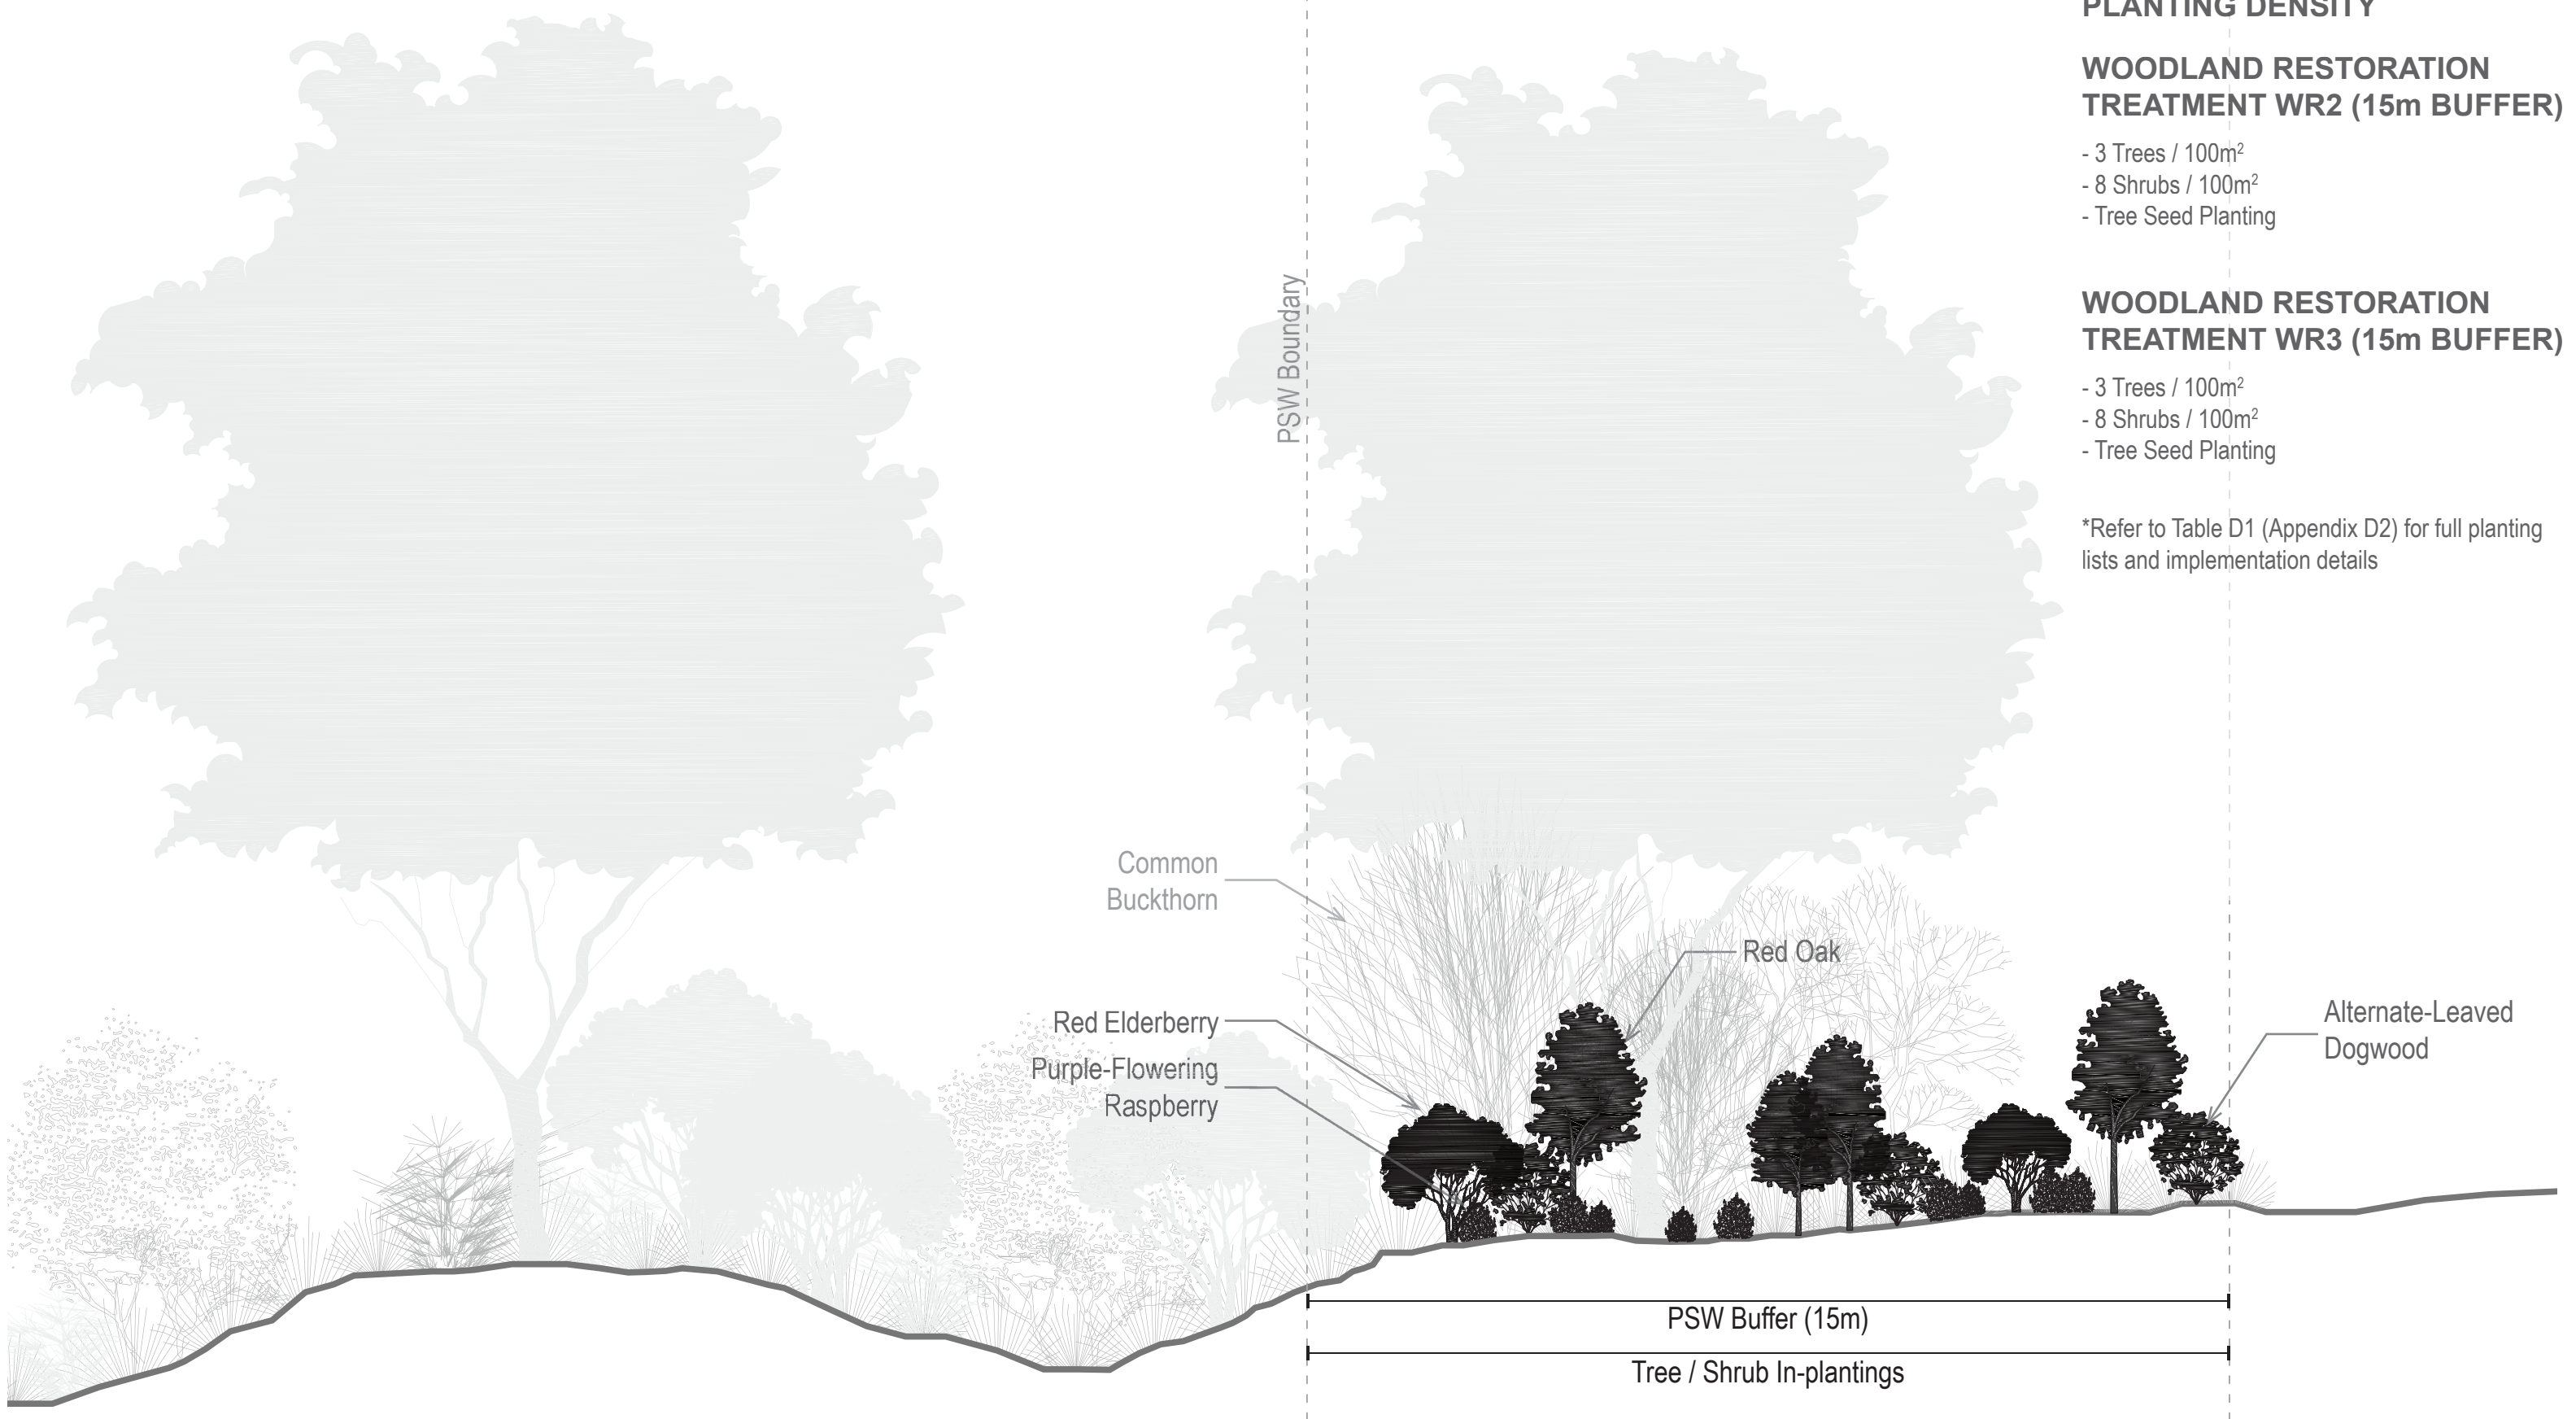 PLANTING DENSITY
WOODLAND RESTORATION
TREATMENT WR2 (15m BUFFER)
- 3 Trees / 100m²
- 8 Shrubs / 100m²
- Tree Seed Planting
WOODLAND RESTORATION
TREATMENT WR3 (15m BUFFER)
- 3 Trees / 100m²
- 8 Shrubs / 100m²
- Tree Seed Planting
*Refer to Table D1 (Appendix D2) for full planting
lists and implementation details
PSW Boundary
Common
Buckthorn
Red Oak
Red Elderberry
Purple-Flowering
Raspberry
Alternate-Leaved
Dogwood
PSW Buffer (15m)
Tree / Shrub In-plantings